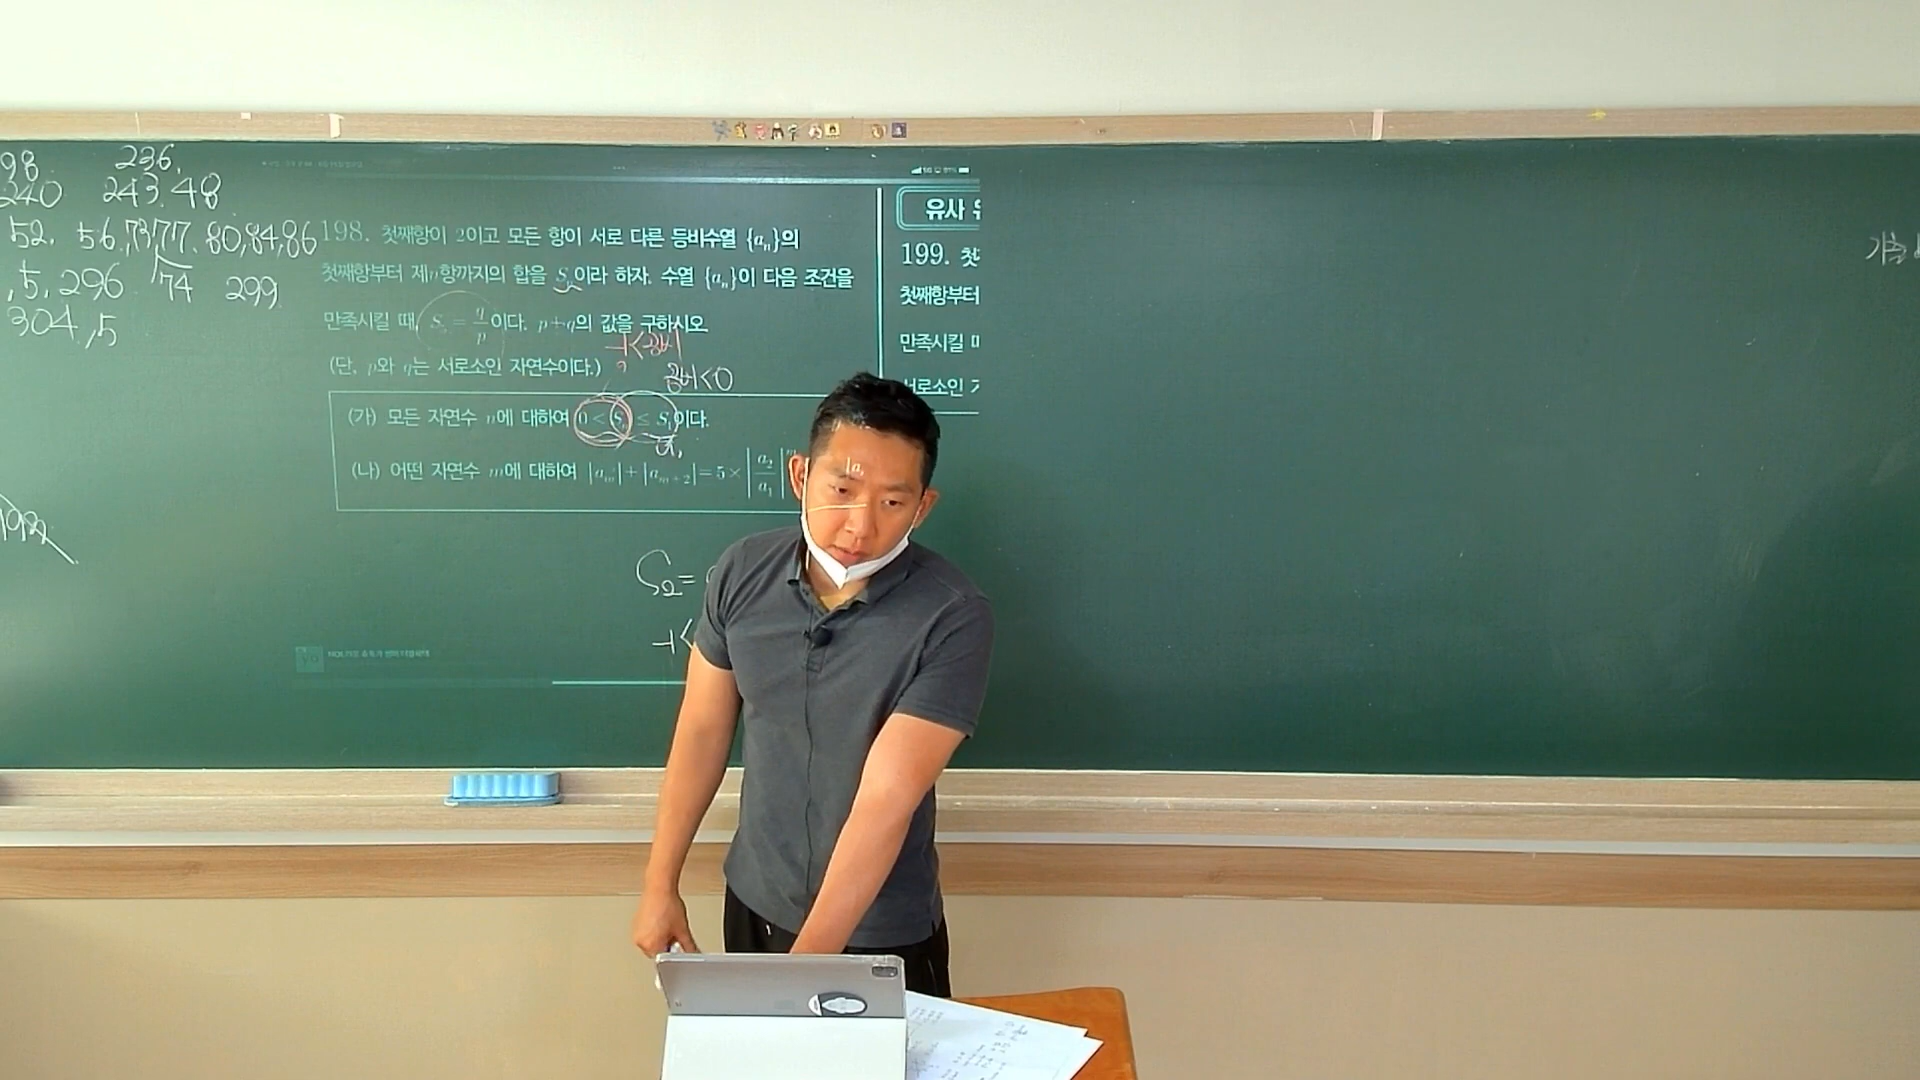 98 236,
240 243.48
52. 56,73,77. 80,84,86
,5,296 74 299
304,5
192
198. 첫째항이 2이고 모든 항이 서로 다른 등비수열 {aₙ}의
첫째항부터 제n항까지의 합을 Sₙ이라 하자. 수열 {aₙ}이 다음 조건을
만족시킬 때, S = q/p 이다. p+q의 값을 구하시오.
(단, p와 q는 서로소인 자연수이다.)
-1<공비
공비<0
(가) 모든 자연수 n에 대하여 0 < Sₙ ≤ S₁이다.
a₁
(나) 어떤 자연수 m에 대하여 |aₘ|+|aₘ₊₂|=5×|a₂/a₁|ᵐ
S₂=
-1<
유사
199. 첫
첫째항부터
만족시킬 때
서로소인
기출